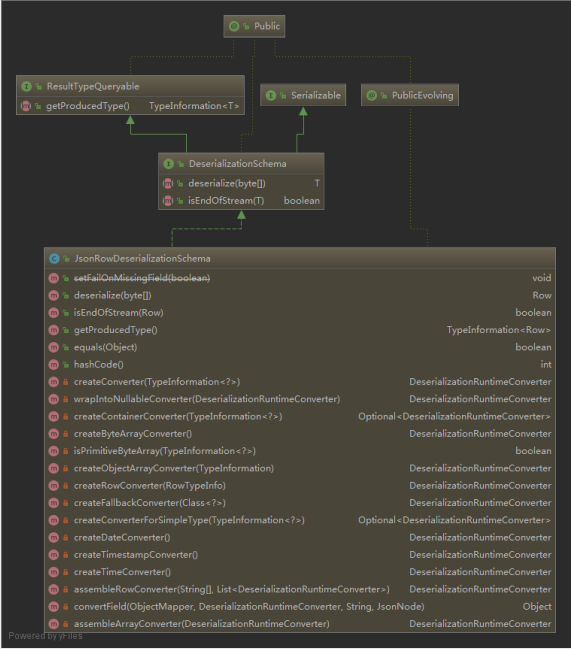 Public
ResultTypeQueryable
getProducedType() TypeInformation<T>
Serializable
PublicEvolving
DeserializationSchema
deserialize(byte[]) T
isEndOfStream(T) boolean
JsonRowDeserializationSchema
setFailOnMissingField(boolean) void
deserialize(byte[]) Row
isEndOfStream(Row) boolean
getProducedType() TypeInformation<Row>
equals(Object) boolean
hashCode() int
createConverter(TypeInformation<?>) DeserializationRuntimeConverter
wrapIntoNullableConverter(DeserializationRuntimeConverter) DeserializationRuntimeConverter
createContainerConverter(TypeInformation<?>) Optional<DeserializationRuntimeConverter>
createByteArrayConverter() DeserializationRuntimeConverter
isPrimitiveByteArray(TypeInformation<?>) boolean
createObjectArrayConverter(TypeInformation) DeserializationRuntimeConverter
createRowConverter(RowTypeInfo) DeserializationRuntimeConverter
createFallbackConverter(Class<?>) DeserializationRuntimeConverter
createConverterForSimpleType(TypeInformation<?>) Optional<DeserializationRuntimeConverter>
createDateConverter() DeserializationRuntimeConverter
createTimestampConverter() DeserializationRuntimeConverter
createTimeConverter() DeserializationRuntimeConverter
assembleRowConverter(String[], List<DeserializationRuntimeConverter>) DeserializationRuntimeConverter
convertField(ObjectMapper, DeserializationRuntimeConverter, String, JsonNode) Object
assembleArrayConverter(DeserializationRuntimeConverter) DeserializationRuntimeConverter
Powered by yFiles